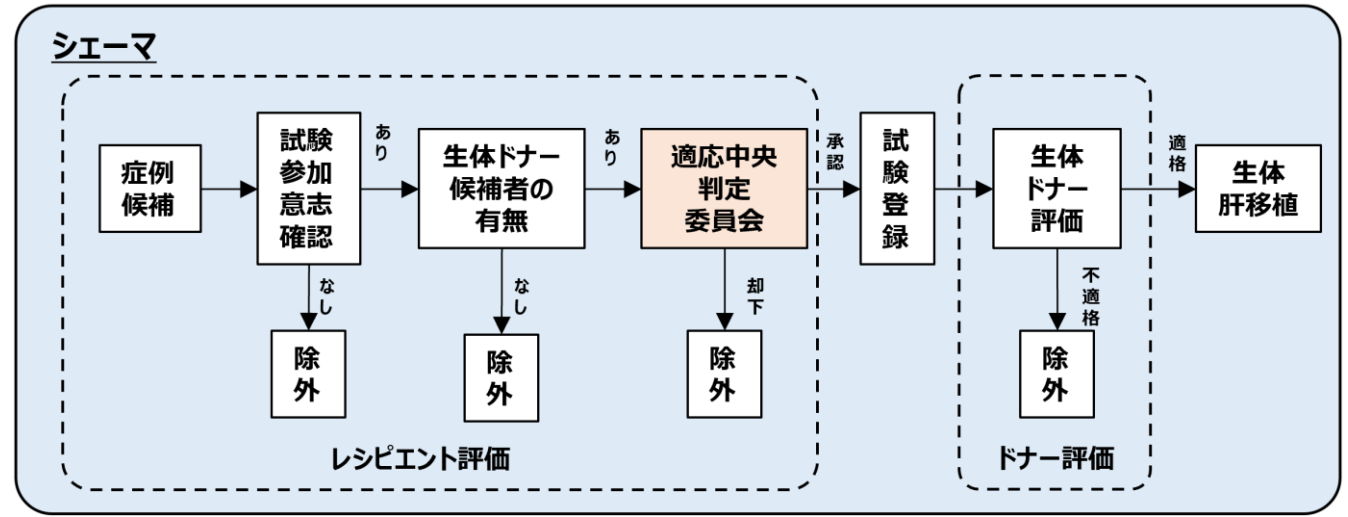 シェーマ
症例
候補
試験
参加
意志
確認
あり
なし
除
外
生体ドナー
候補者の
有無
あり
なし
除
外
適応中央
判定
委員会
承認
却下
除
外
レシピエント評価
試
験
登
録
生体
ドナー
評価
適格
不適格
除
外
ドナー評価
生体
肝移植